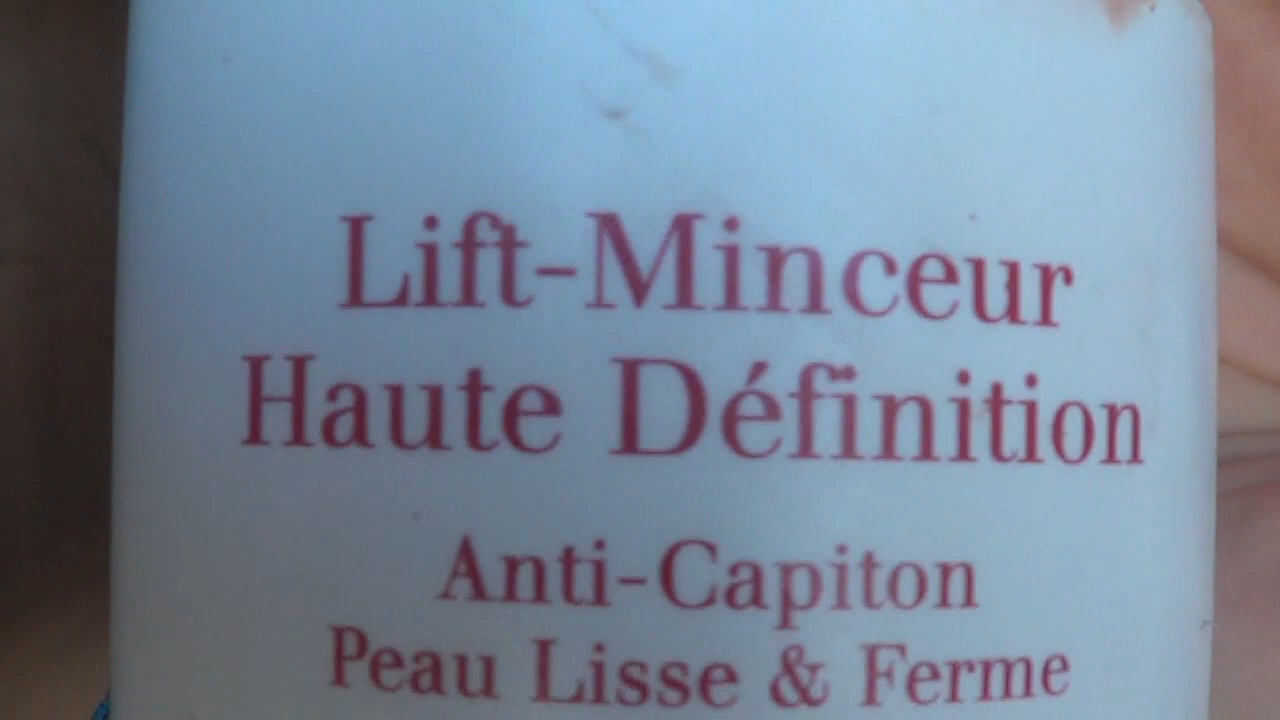 Lift-Minceur
Haute Définition
Anti-Capiton
Peau Lisse & Ferme